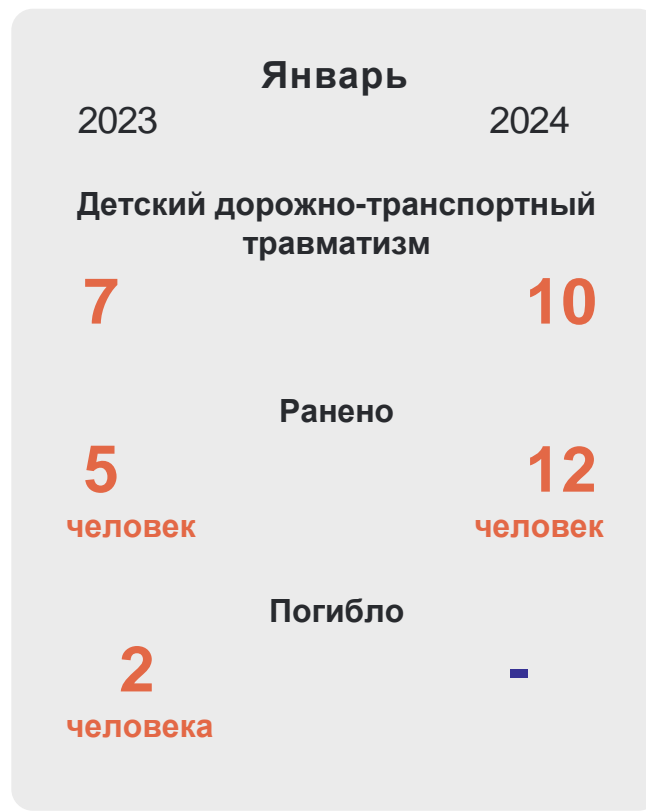 Январь
2023 2024
Детский дорожно-транспортный
травматизм
7 10
Ранено
5 12
человек человек
Погибло
2 -
человека